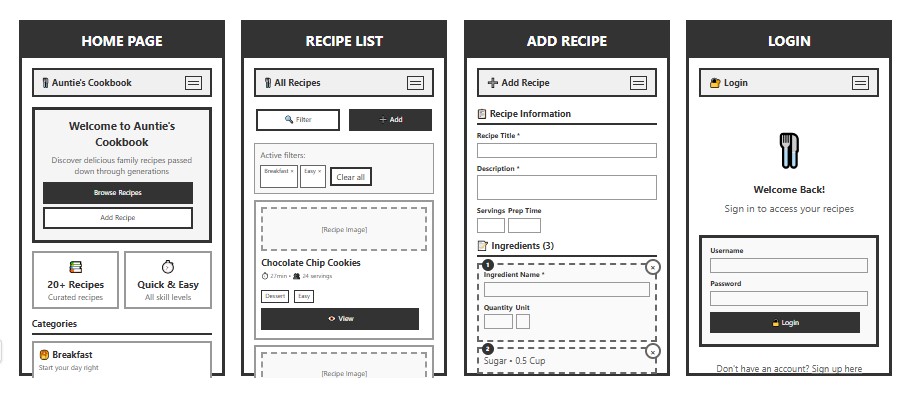 HOME PAGE
Auntie's Cookbook
Welcome to Auntie's
Cookbook
Discover delicious family recipes passed
down through generations
Browse Recipes
Add Recipe
20+ Recipes
Curated recipes
Quick & Easy
All skill levels
Categories
Breakfast
Start your day right
RECIPE LIST
All Recipes
Filter
+ Add
Active filters:
Breakfast ×
Easy ×
Clear all
[Recipe Image]
Chocolate Chip Cookies
27min • 24 servings
Dessert
Easy
View
[Recipe Image]
ADD RECIPE
Add Recipe
Recipe Information
Recipe Title *
Description *
Servings Prep Time
Ingredients (3)
1
×
Ingredient Name *
Quantity Unit
2
×
Sugar • 0.5 Cup
LOGIN
Login
Welcome Back!
Sign in to access your recipes
Username
Password
Login
Don't have an account? Sign up here